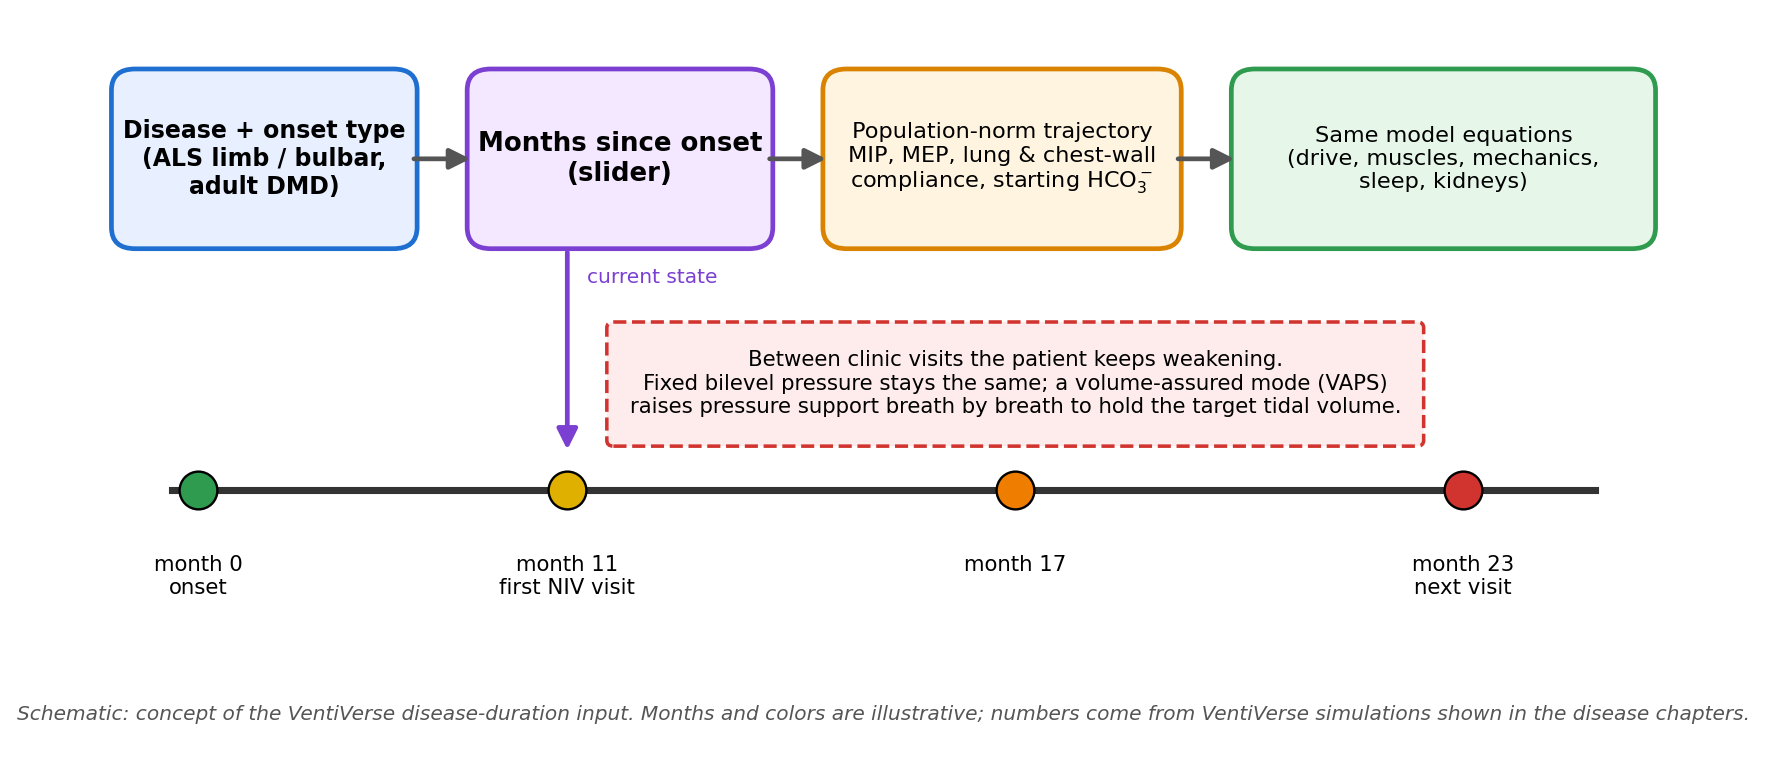 Disease + onset type
(ALS limb / bulbar,
adult DMD)
Months since onset
(slider)
Population-norm trajectory
MIP, MEP, lung & chest-wall
compliance, starting HCO₃⁻
Same model equations
(drive, muscles, mechanics,
sleep, kidneys)
current state
Between clinic visits the patient keeps weakening.
Fixed bilevel pressure stays the same; a volume-assured mode (VAPS)
raises pressure support breath by breath to hold the target tidal volume.
month 0
onset
month 11
first NIV visit
month 17
month 23
next visit
Schematic: concept of the VentiVerse disease-duration input. Months and colors are illustrative; numbers come from VentiVerse simulations shown in the disease chapters.